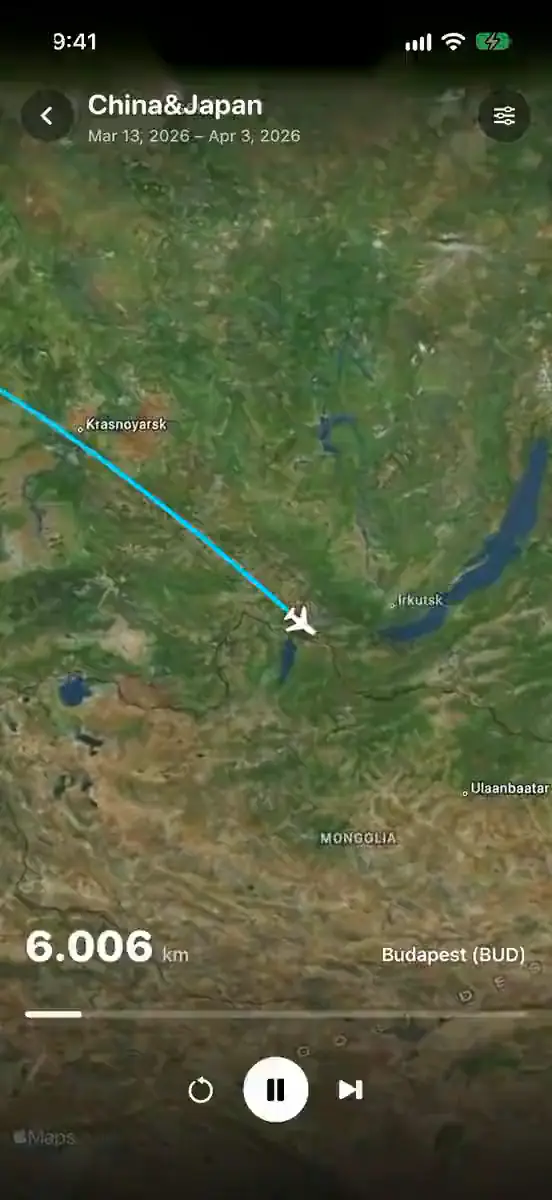 9:41
China&Japan
Mar 13, 2026 – Apr 3, 2026
Krasnoyarsk
Irkutsk
Ulaanbaatar
MONGOLIA
6.006 km
Budapest (BUD)
D E S
G O
Maps